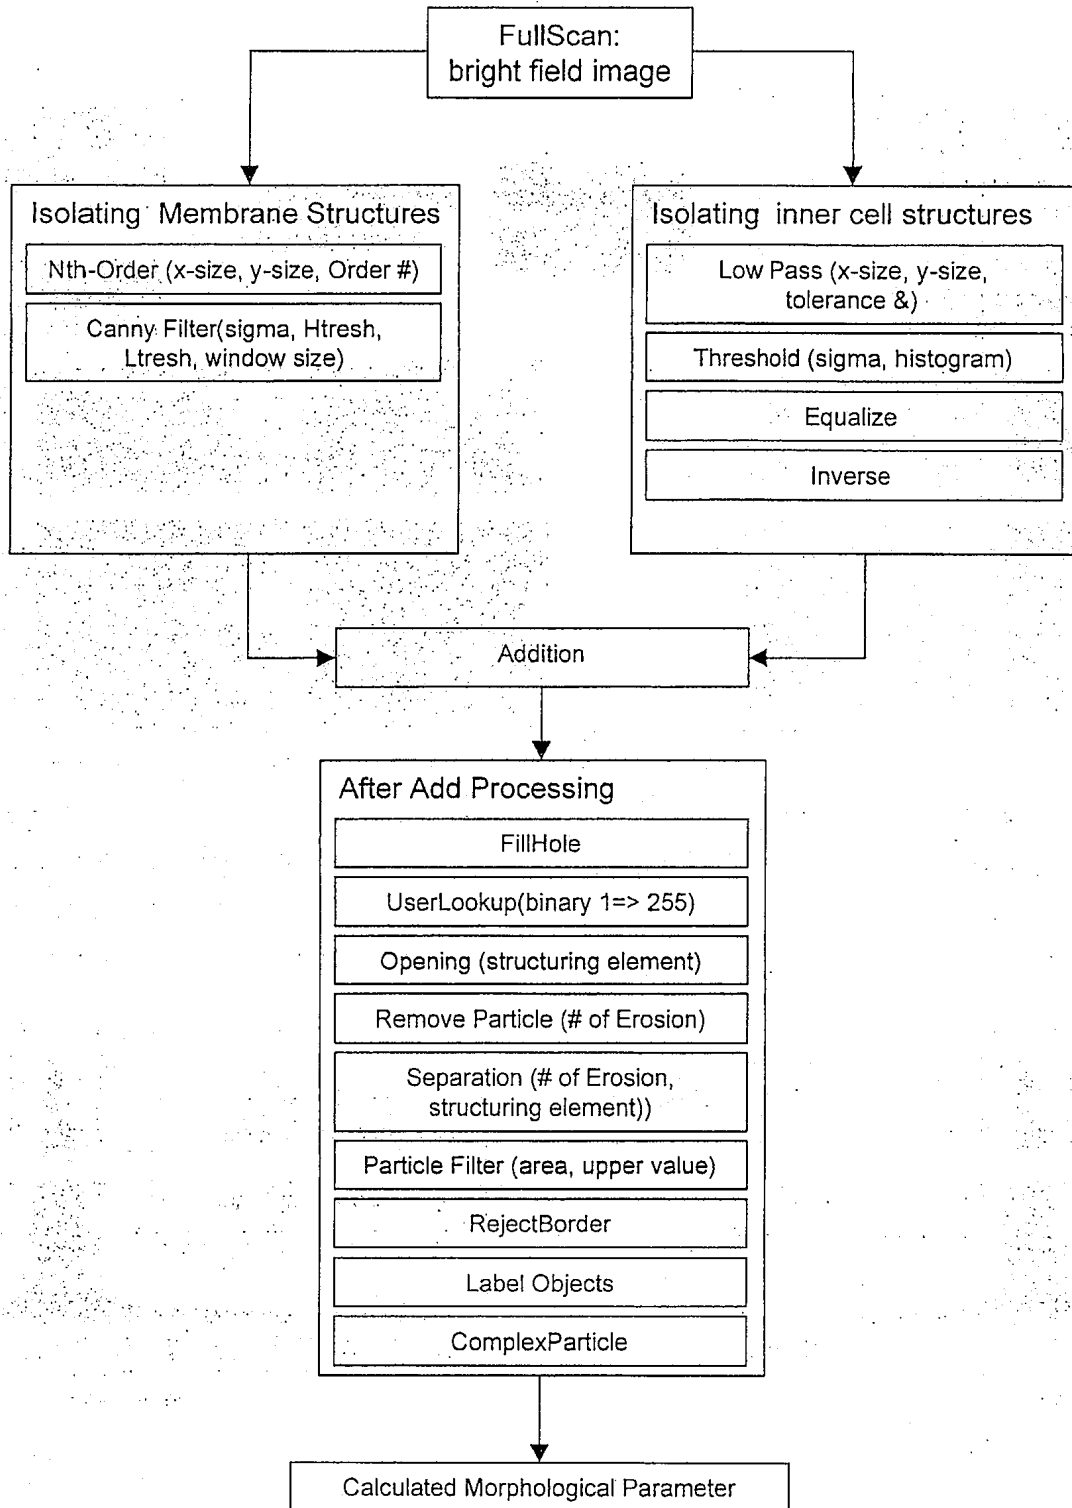 FullScan:
bright field image
Isolating Membrane Structures
Nth-Order (x-size, y-size, Order #)
Canny Filter(sigma, Htresh,
Ltresh, window size)
Isolating inner cell structures
Low Pass (x-size, y-size,
tolerance &)
Threshold (sigma, histogram)
Equalize
Inverse
Addition
After Add Processing
FillHole
UserLookup(binary 1=> 255)
Opening (structuring element)
Remove Particle (# of Erosion)
Separation (# of Erosion,
structuring element))
Particle Filter (area, upper value)
RejectBorder
Label Objects
ComplexParticle
Calculated Morphological Parameter